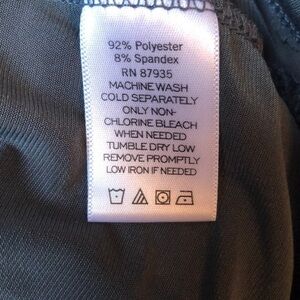 92% Polyester
8% Spandex
RN 87935
MACHINE WASH
COLD SEPARATELY
ONLY NON-
CHLORINE BLEACH
WHEN NEEDED
TUMBLE DRY LOW
REMOVE PROMPTLY
LOW IRON IF NEEDED